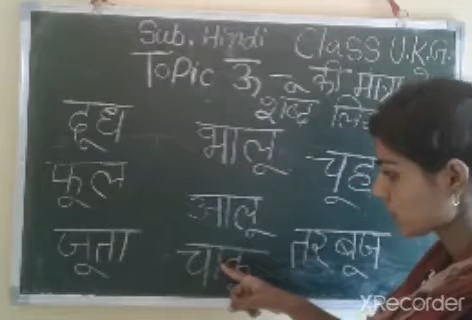 Sub. Hindi Class U.K.G.
Topic ऊ - ू की मात्रा
शब्द
दूध भालू चूह
फूल आलू
जूता चाकू तरबूज
XRecorder